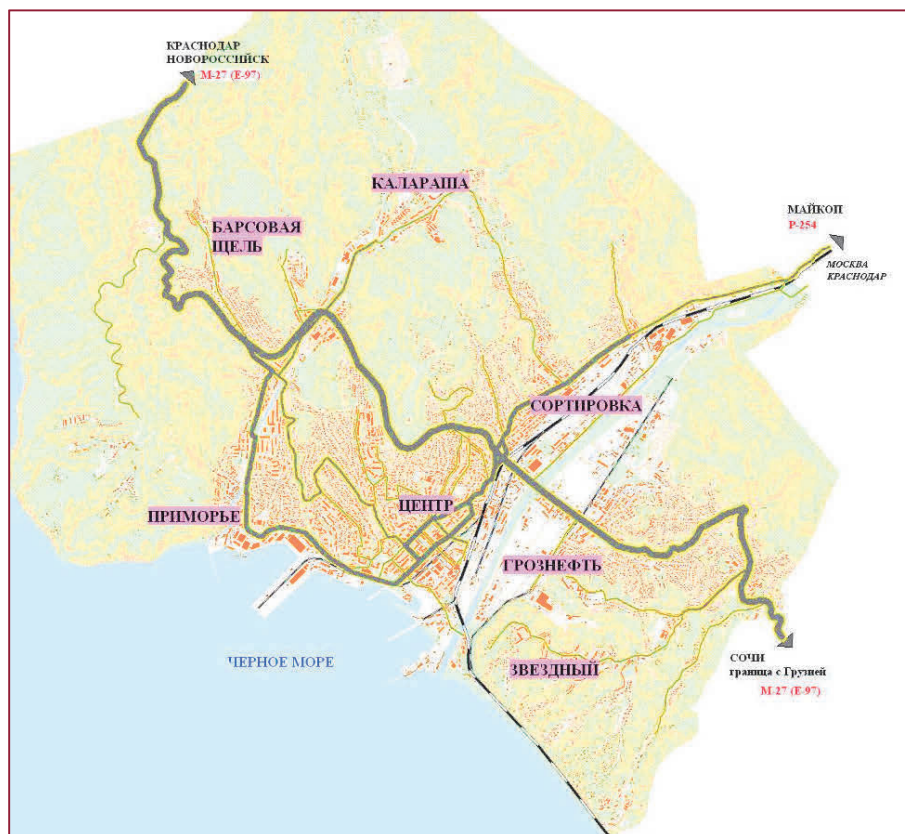 КРАСНОДАР
НОВОРОССИЙСК
М-27 (Е-97)
КАЛАРАША
МАЙКОП
Р-254
БАРСОВАЯ
ЩЕЛЬ
МОСКВА
КРАСНОДАР
СОРТИРОВКА
ЦЕНТР
ПРИМОРЬЕ
ГРОЗНЕФТЬ
ЧЕРНОЕ МОРЕ
ЗВЕЗДНЫЙ
СОЧИ
граница с Грузией
М-27 (Е-97)